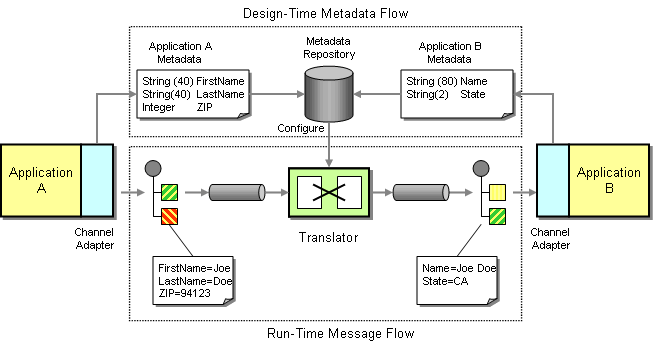 Design-Time Metadata Flow
Application A
Metadata
Metadata
Repository
Application B
Metadata
String (40) FirstName
String(40) LastName
Integer ZIP
String (80) Name
String(2) State
Configure
Application
A
Application
B
Channel
Adapter
Translator
Channel
Adapter
FirstName=Joe
LastName=Doe
ZIP=94123
Name=Joe Doe
State=CA
Run-Time Message Flow